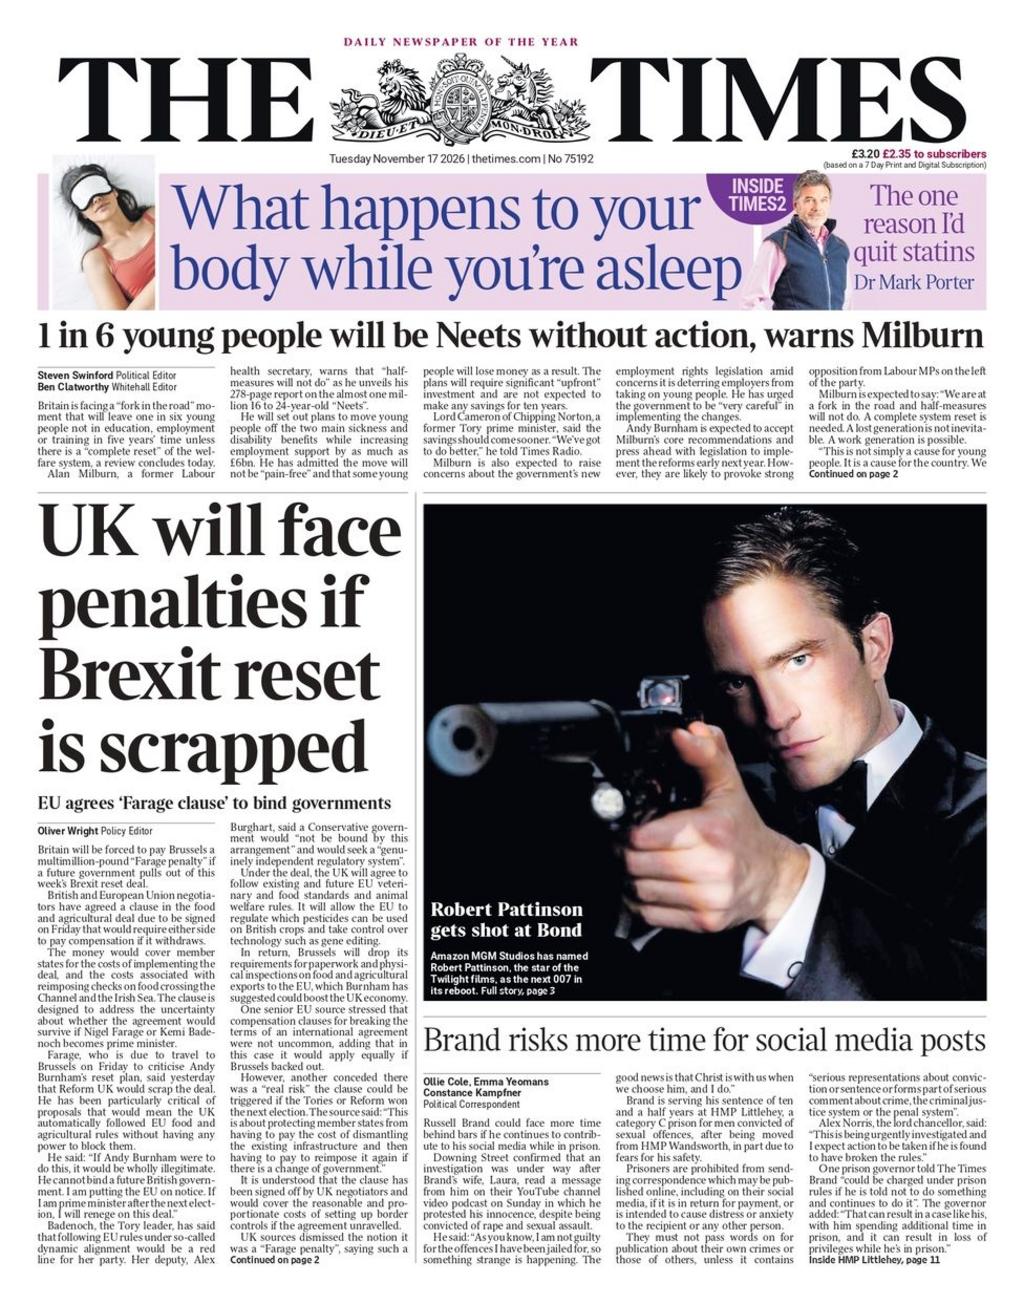 DAILY NEWSPAPER OF THE YEAR
THE TIMES
DIEU ET MON DROIT
Tuesday November 17 2026 | thetimes.com | No 75192
£3.20 £2.35 to subscribers
(based on a 7 Day Print and Digital Subscription)
What happens to your
body while you're asleep
INSIDE
TIMES2
The one
reason I'd
quit statins
Dr Mark Porter
1 in 6 young people will be Neets without action, warns Milburn
Steven Swinford Political Editor
Ben Clatworthy Whitehall Editor
Britain is facing a “fork in the road” mo-
ment that will leave one in six young
people not in education, employment
or training in five years’ time unless
there is a “complete reset” of the wel-
fare system, a review concludes today.
Alan Milburn, a former Labour
health secretary, warns that “half-
measures will not do” as he unveils his
278-page report on the almost one mil-
lion 16 to 24-year-old “Neets”.
He will set out plans to move young
people off the two main sickness and
disability benefits while increasing
employment support by as much as
£6bn. He has admitted the move will
not be “pain-free” and that some young
people will lose money as a result. The
plans will require significant “upfront”
investment and are not expected to
make any savings for ten years.
Lord Cameron of Chipping Norton, a
former Tory prime minister, said the
savings should come sooner. “We’ve got
to do better,” he told Times Radio.
Milburn is also expected to raise
concerns about the government’s new
employment rights legislation amid
concerns it is deterring employers from
taking on young people. He has urged
the government to be “very careful” in
implementing the changes.
Andy Burnham is expected to accept
Milburn’s core recommendations and
press ahead with legislation to imple-
ment the reforms early next year. How-
ever, they are likely to provoke strong
opposition from Labour MPs on the left
of the party.
Milburn is expected to say: “We are at
a fork in the road and half-measures
will not do. A complete system reset is
needed. A lost generation is not inevita-
ble. A work generation is possible.
“This is not simply a cause for young
people. It is a cause for the country. We
Continued on page 2
UK will face
penalties if
Brexit reset
is scrapped
EU agrees ‘Farage clause’ to bind governments
Oliver Wright Policy Editor
Britain will be forced to pay Brussels a
multimillion-pound “Farage penalty” if
a future government pulls out of this
week’s Brexit reset deal.
British and European Union negotia-
tors have agreed a clause in the food
and agricultural deal due to be signed
on Friday that would require either side
to pay compensation if it withdraws.
The money would cover member
states for the costs of implementing the
deal, and the costs associated with
reimposing checks on food crossing the
Channel and the Irish Sea. The clause is
designed to address the uncertainty
about whether the agreement would
survive if Nigel Farage or Kemi Bade-
noch becomes prime minister.
Farage, who is due to travel to
Brussels on Friday to criticise Andy
Burnham’s reset plan, said yesterday
that Reform UK would scrap the deal.
He has been particularly critical of
proposals that would mean the UK
automatically followed EU food and
agricultural rules without having any
power to block them.
He said: “If Andy Burnham were to
do this, it would be wholly illegitimate.
He cannot bind a future British govern-
ment. I am putting the EU on notice. If
I am prime minister after the next elec-
tion, I will renege on this deal.”
Badenoch, the Tory leader, has said
that following EU rules under so-called
dynamic alignment would be a red
line for her party. Her deputy, Alex
Burghart, said a Conservative govern-
ment would “not be bound by this
arrangement” and would seek a “genu-
inely independent regulatory system”.
Under the deal, the UK will agree to
follow existing and future EU veteri-
nary and food standards and animal
welfare rules. It will allow the EU to
regulate which pesticides can be used
on British crops and take control over
technology such as gene editing.
In return, Brussels will drop its
requirements for paperwork and physi-
cal inspections on food and agricultural
exports to the EU, which Burnham has
suggested could boost the UK economy.
One senior EU source stressed that
compensation clauses for breaking the
terms of an international agreement
were not uncommon, adding that in
this case it would apply equally if
Brussels backed out.
However, another conceded there
was a “real risk” the clause could be
triggered if the Tories or Reform won
the next election. The source said: “This
is about protecting member states from
having to pay the cost of dismantling
the existing infrastructure and then
having to pay to reimpose it again if
there is a change of government.”
It is understood that the clause has
been signed off by UK negotiators and
would cover the reasonable and pro-
portionate costs of setting up border
controls if the agreement unravelled.
UK sources dismissed the notion it
was a “Farage penalty”, saying such a
Continued on page 2
Robert Pattinson
gets shot at Bond
Amazon MGM Studios has named
Robert Pattinson, the star of the
Twilight films, as the next 007 in
its reboot. Full story, page 3
Brand risks more time for social media posts
Ollie Cole, Emma Yeomans
Constance Kampfner
Political Correspondent
Russell Brand could face more time
behind bars if he continues to contrib-
ute to his social media while in prison.
Downing Street confirmed that an
investigation was under way after
Brand’s wife, Laura, read a message
from him on their YouTube channel
video podcast on Sunday in which he
protested his innocence, despite being
convicted of rape and sexual assault.
He said: “As you know, I am not guilty
for the offences I have been jailed for, so
something strange is happening. The
good news is that Christ is with us when
we choose him, and I do.”
Brand is serving his sentence of ten
and a half years at HMP Littlehey, a
category C prison for men convicted of
sexual offences, after being moved
from HMP Wandsworth, in part due to
fears for his safety.
Prisoners are prohibited from send-
ing correspondence which may be pub-
lished online, including on their social
media, if it is in return for payment, or
is intended to cause distress or anxiety
to the recipient or any other person.
They must not pass words on for
publication about their own crimes or
those of others, unless it contains
“serious representations about convic-
tion or sentence or forms part of serious
comment about crime, the criminal jus-
tice system or the penal system”.
Alex Norris, the lord chancellor, said:
“This is being urgently investigated and
I expect action to be taken if he is found
to have broken the rules.”
One prison governor told The Times
Brand “could be charged under prison
rules if he is told not to do something
and continues to do it”. The governor
added: “That can result in a case like his,
with him spending additional time in
prison, and it can result in loss of
privileges while he’s in prison.”
Inside HMP Littlehey, page 11